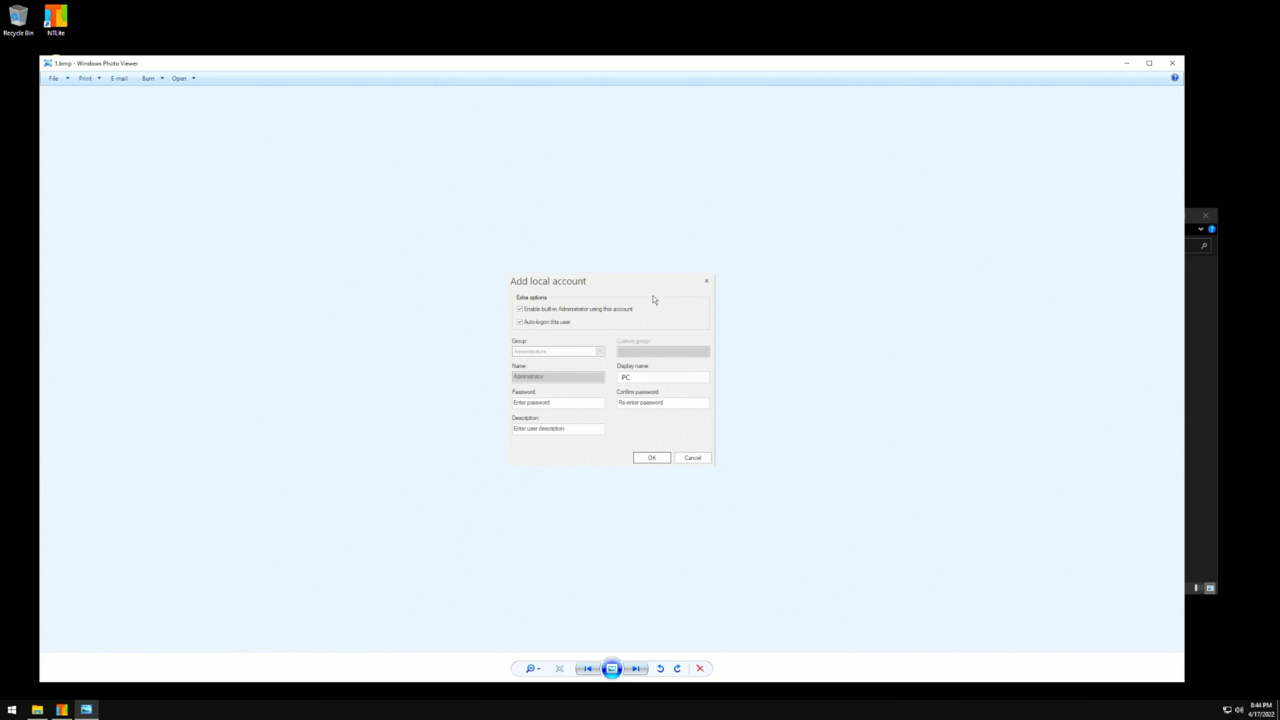 Recycle Bin
NTLite
1.bmp - Windows Photo Viewer
File
Print
E-mail
Burn
Open
Add local account
Extra options
Enable built-in Administrator using this account
Auto-logon this user
Group:
Custom group:
Administrators
Name:
Display name:
Administrator
PC
Password:
Confirm password:
Enter password
Re-enter password
Description:
Enter user description
OK
Cancel
8:44 PM
4/17/2022